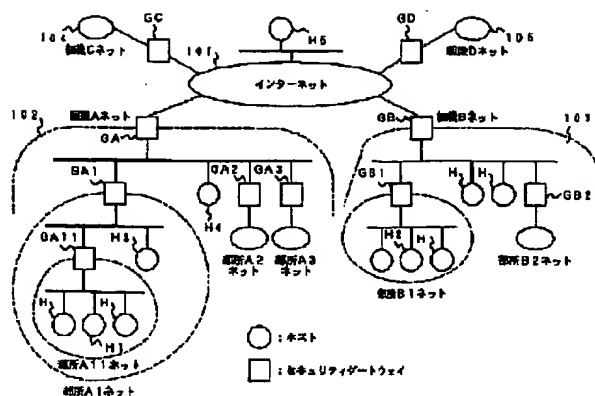 104
GC
組織Cネット
101
H5
GD
105
組織Dネット
インターネット
102
組織Aネット
GA
GB
組織Bネット
103
GA1
GA2
GA3
H4
GB1
H
H
GB2
GA11
H3
部所A2
ネット
部所A3
ネット
H2
H
部所B2ネット
部所B1ネット
H
H
H1
部所A11ネット
部所A1ネット
○:ホスト
□:セキュリティゲートウェイ